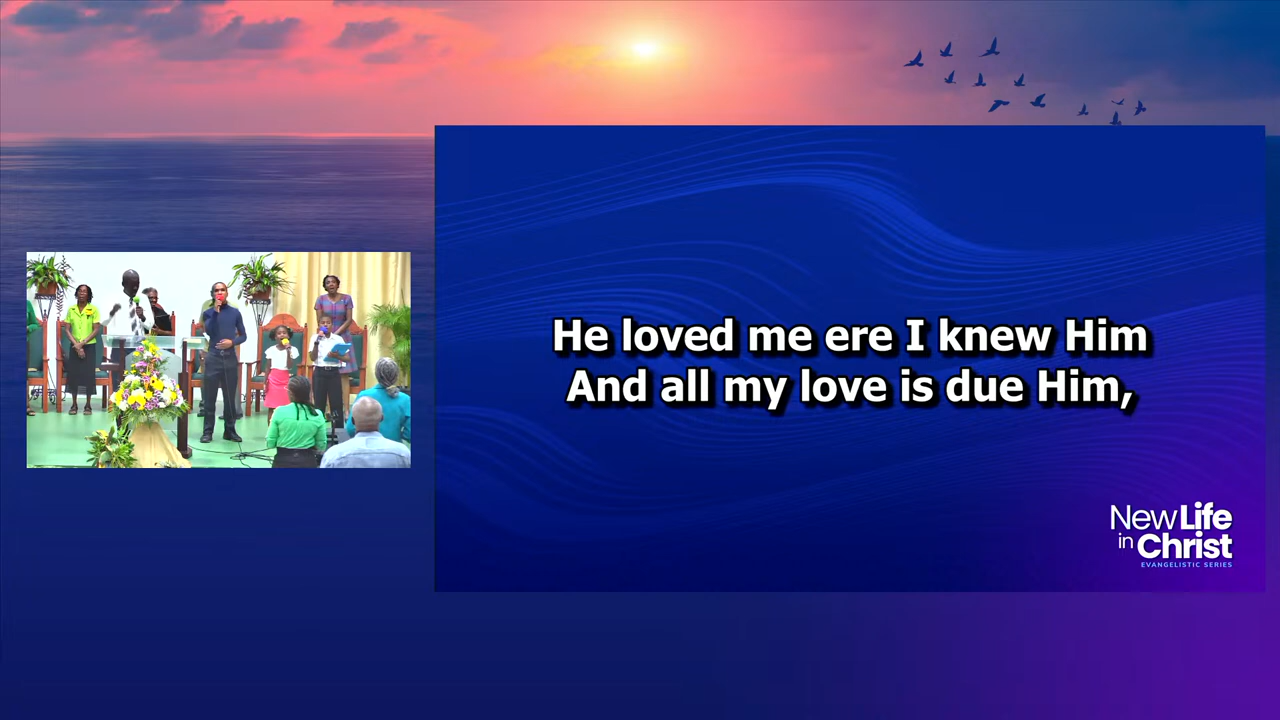 He loved me ere I knew Him
And all my love is due Him,
New Life
in Christ
EVANGELISTIC SERIES